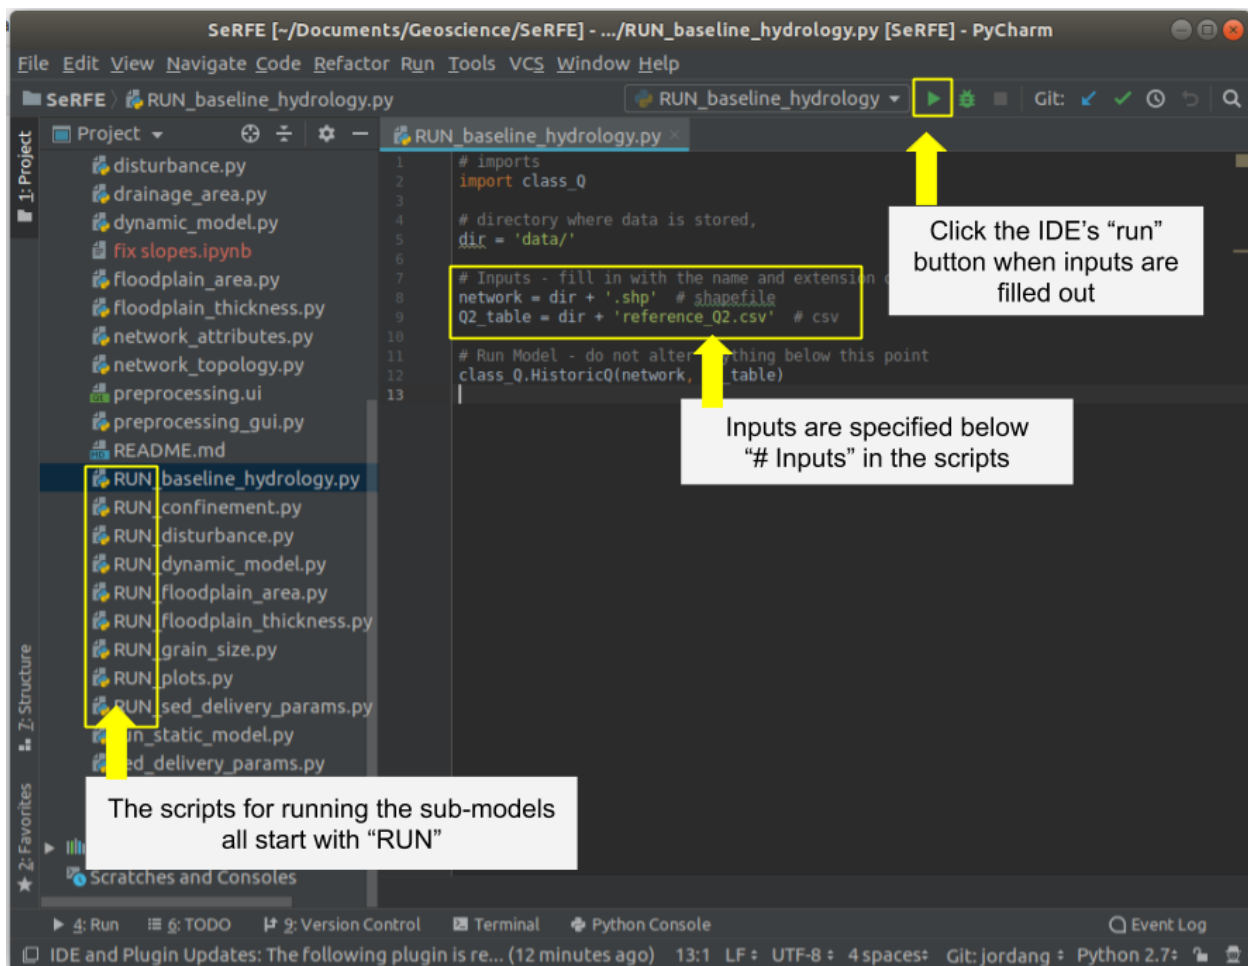 SeRFE [~/Documents/Geoscience/SeRFE] - .../RUN_baseline_hydrology.py [SeRFE] - PyCharm
File Edit View Navigate Code Refactor Run Tools VCS Window Help
SeRFE RUN_baseline_hydrology.py
RUN_baseline_hydrology
Git:
1: Project
Project
disturbance.py
drainage_area.py
dynamic_model.py
fix slopes.ipynb
floodplain_area.py
floodplain_thickness.py
network_attributes.py
network_topology.py
preprocessing.ui
preprocessing_gui.py
README.md
RUN_baseline_hydrology.py
RUN_confinement.py
RUN_disturbance.py
RUN_dynamic_model.py
RUN_floodplain_area.py
RUN_floodplain_thickness.py
RUN_grain_size.py
RUN_plots.py
RUN_sed_delivery_params.py
un_static_model.py
ed_delivery_params.py
Scratches and Consoles
Z: Structure
2: Favorites
RUN_baseline_hydrology.py
1 # imports
2 import class_Q
3
4 # directory where data is stored,
5 dir = 'data/'
6
7 # Inputs - fill in with the name and extension
8 network = dir + '.shp' # shapefile
9 Q2_table = dir + 'reference_Q2.csv' # csv
10
11 # Run Model - do not alter ything below this point
12 class_Q.HistoricQ(network, _table)
13
Click the IDE's “run”
button when inputs are
filled out
Inputs are specified below
“# Inputs” in the scripts
The scripts for running the sub-models
all start with “RUN”
4: Run 6: TODO 9: Version Control Terminal Python Console Event Log
IDE and Plugin Updates: The following plugin is re... (12 minutes ago) 13:1 LF UTF-8 4 spaces Git: jordang Python 2.7